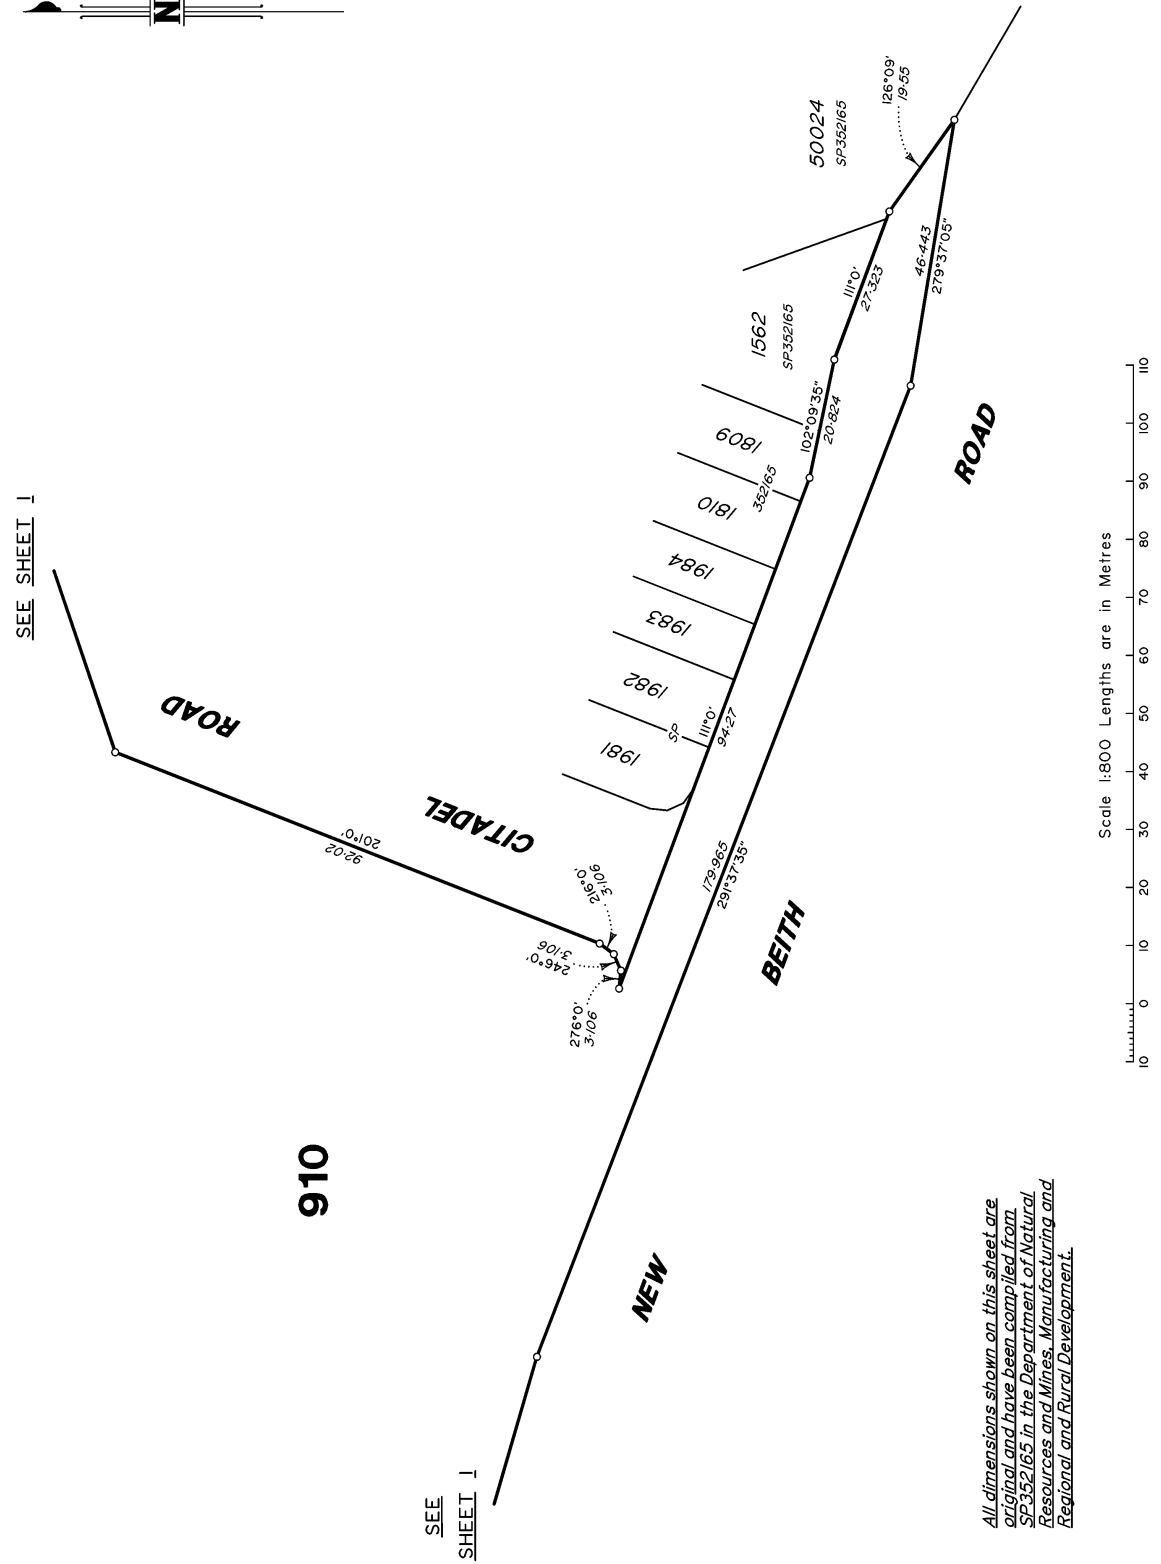 N
SEE SHEET 1
ROAD
CITADEL
201°0'
92·02
216°0'
3·106
246°0'
3·106
276°0'
3·106
910
SEE
SHEET 1
1981
1982
1983
1984
1810
1809
SP
352165
1562
SP352165
50024
SP352165
111°0'
94·27
102°09'35"
20·824
111°0'
27·323
126°09'
19·55
46·443
279°37'05"
179·965
291°37'35"
NEW
BEITH
ROAD
Scale 1:800 Lengths are in Metres
10 0 10 20 30 40 50 60 70 80 90 100 110
All dimensions shown on this sheet are
original and have been compiled from
SP352165 in the Department of Natural
Resources and Mines, Manufacturing and
Regional and Rural Development.